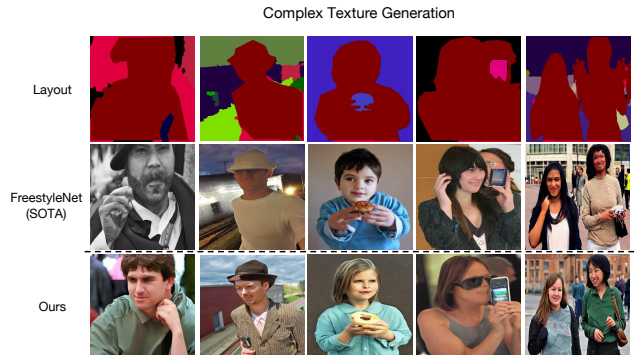 Complex Texture Generation
Layout
FreestyleNet
(SOTA)
Ours